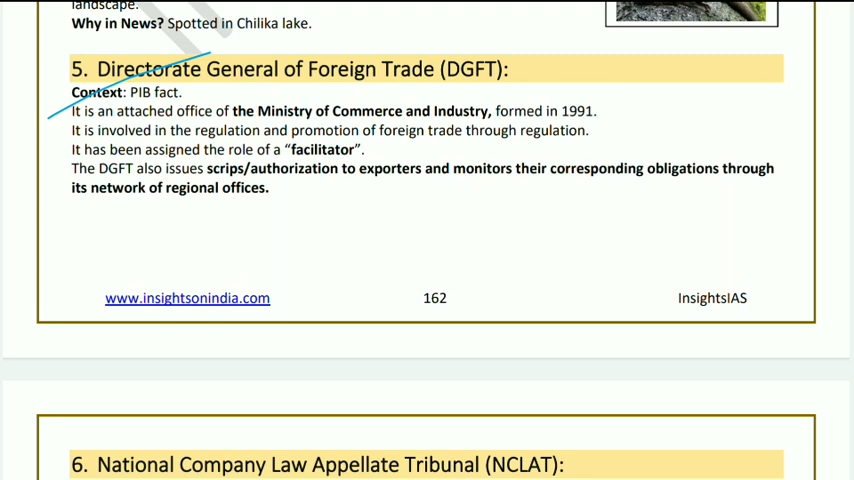 landscape.
Why in News? Spotted in Chilika lake.
5. Directorate General of Foreign Trade (DGFT):
Context: PIB fact.
It is an attached office of the Ministry of Commerce and Industry, formed in 1991.
It is involved in the regulation and promotion of foreign trade through regulation.
It has been assigned the role of a “facilitator”.
The DGFT also issues scrips/authorization to exporters and monitors their corresponding obligations through
its network of regional offices.
www.insightsonindia.com 162 InsightsIAS
6. National Company Law Appellate Tribunal (NCLAT):